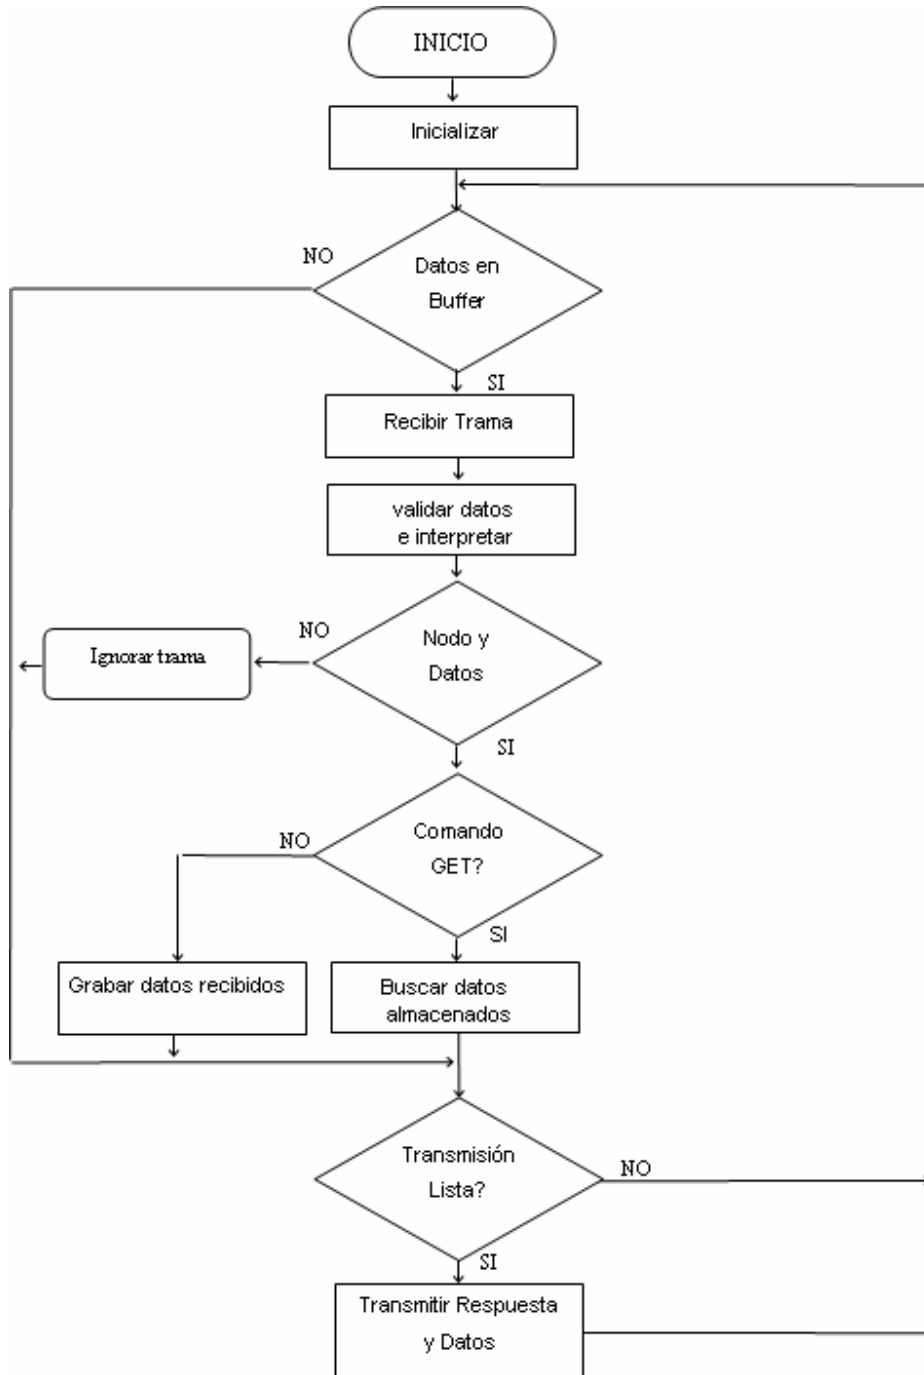 INICIO
Inicializar
NO
Datos en
Buffer
SI
Recibir Trama
validar datos
e interpretar
NO
Nodo y
Datos
Ignorar trama
SI
NO
Comando
GET?
SI
Grabar datos recibidos
Buscar datos
almacenados
Transmisión
Lista?
NO
SI
Transmitir Respuesta
y Datos